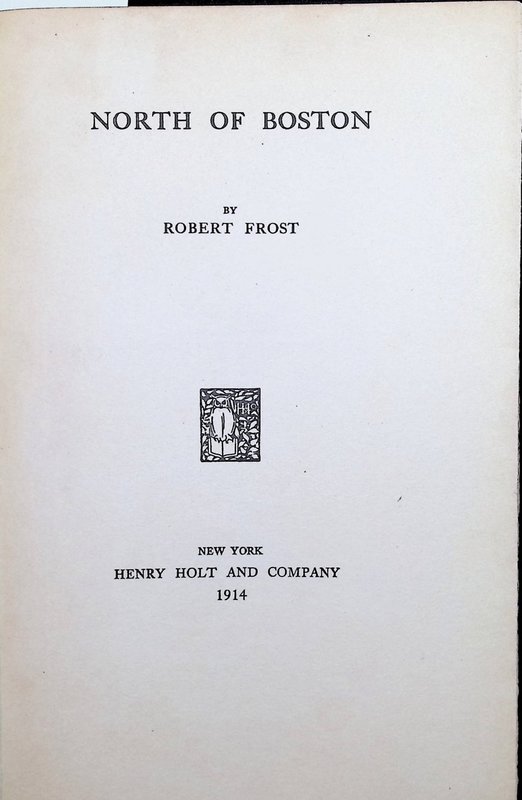 NORTH OF BOSTON
BY
ROBERT FROST
NEW YORK
HENRY HOLT AND COMPANY
1914